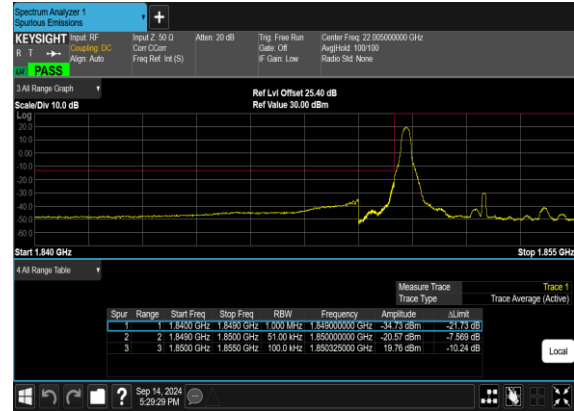 Spectrum Analyzer 1
Spurious Emissions
+
KEYSIGHT Input: RF Input Z: 50 Ω Atten: 20 dB Trig: Free Run Center Freq: 22.005000000 GHz
R T Coupling: DC Corr CCorr Gate: Off Avg|Hold: 100/100
Align: Auto Freq Ref: Int (S) IF Gain: Low Radio Std: None
PASS
3 All Range Graph
Ref Lvl Offset 25.40 dB
Scale/Div 10.0 dB Ref Value 30.00 dBm
Log
20.0
10.0
0.00
-10.0
-20.0
-30.0
-40.0
-50.0
-60.0
Start 1.840 GHz Stop 1.855 GHz
4 All Range Table
Measure Trace Trace 1
Trace Type Trace Average (Active)
Spur Range Start Freq Stop Freq RBW Frequency Amplitude ΔLimit
1 1 1.8400 GHz 1.8490 GHz 1.000 MHz 1.849000000 GHz -34.73 dBm -21.73 dB
2 2 1.8490 GHz 1.8500 GHz 51.00 kHz 1.850000000 GHz -20.57 dBm -7.569 dB
3 3 1.8500 GHz 1.8550 GHz 100.0 kHz 1.850325000 GHz 19.76 dBm -10.24 dB
Local
?
Sep 14, 2024
5:29:29 PM